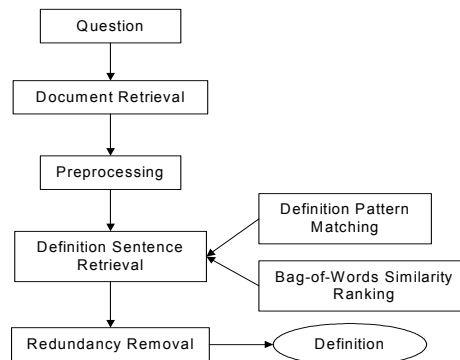 Question
Document Retrieval
Preprocessing
Definition Sentence
Retrieval
Definition Pattern
Matching
Bag-of-Words Similarity
Ranking
Redundancy Removal
Definition